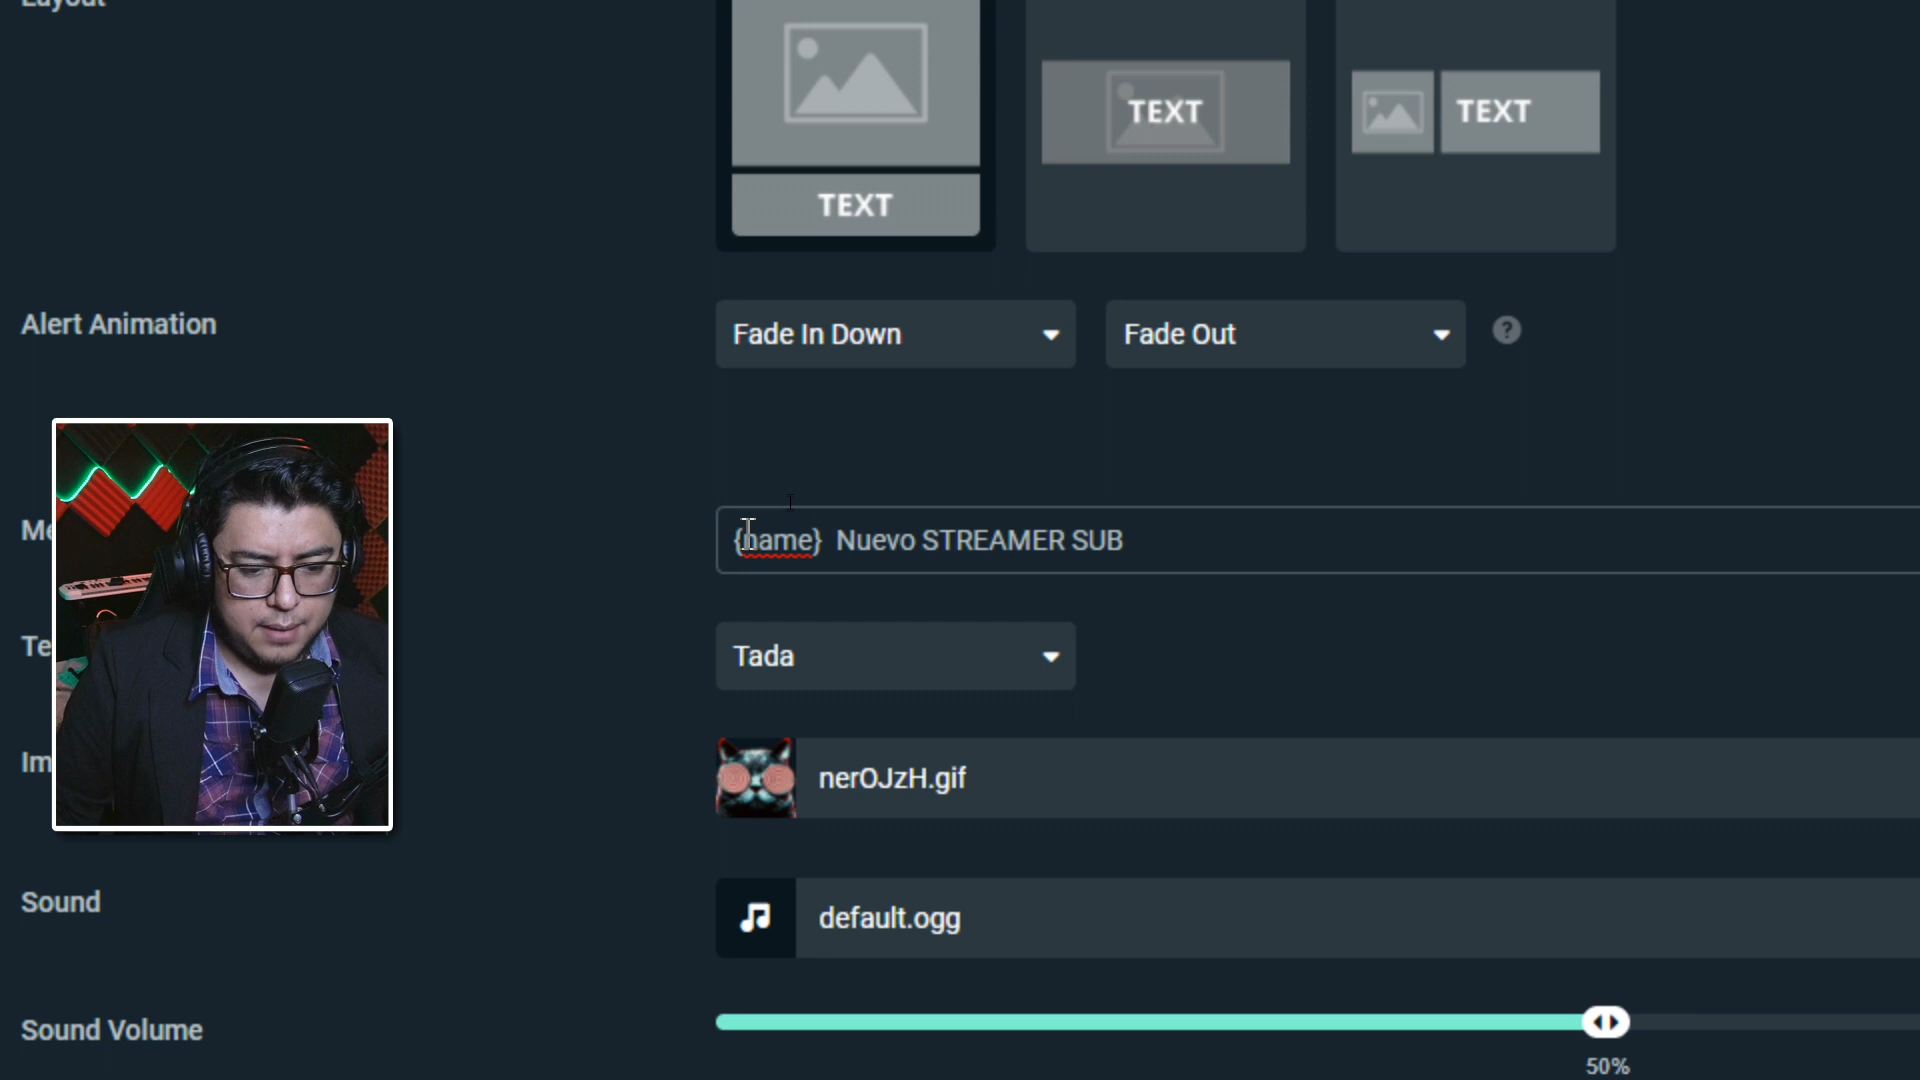 Layout
TEXT
TEXT
TEXT
Alert Animation
Fade In Down
Fade Out
?
{name}  Nuevo STREAMER SUB
Tada
nerOJzH.gif
Sound
default.ogg
Sound Volume
50%